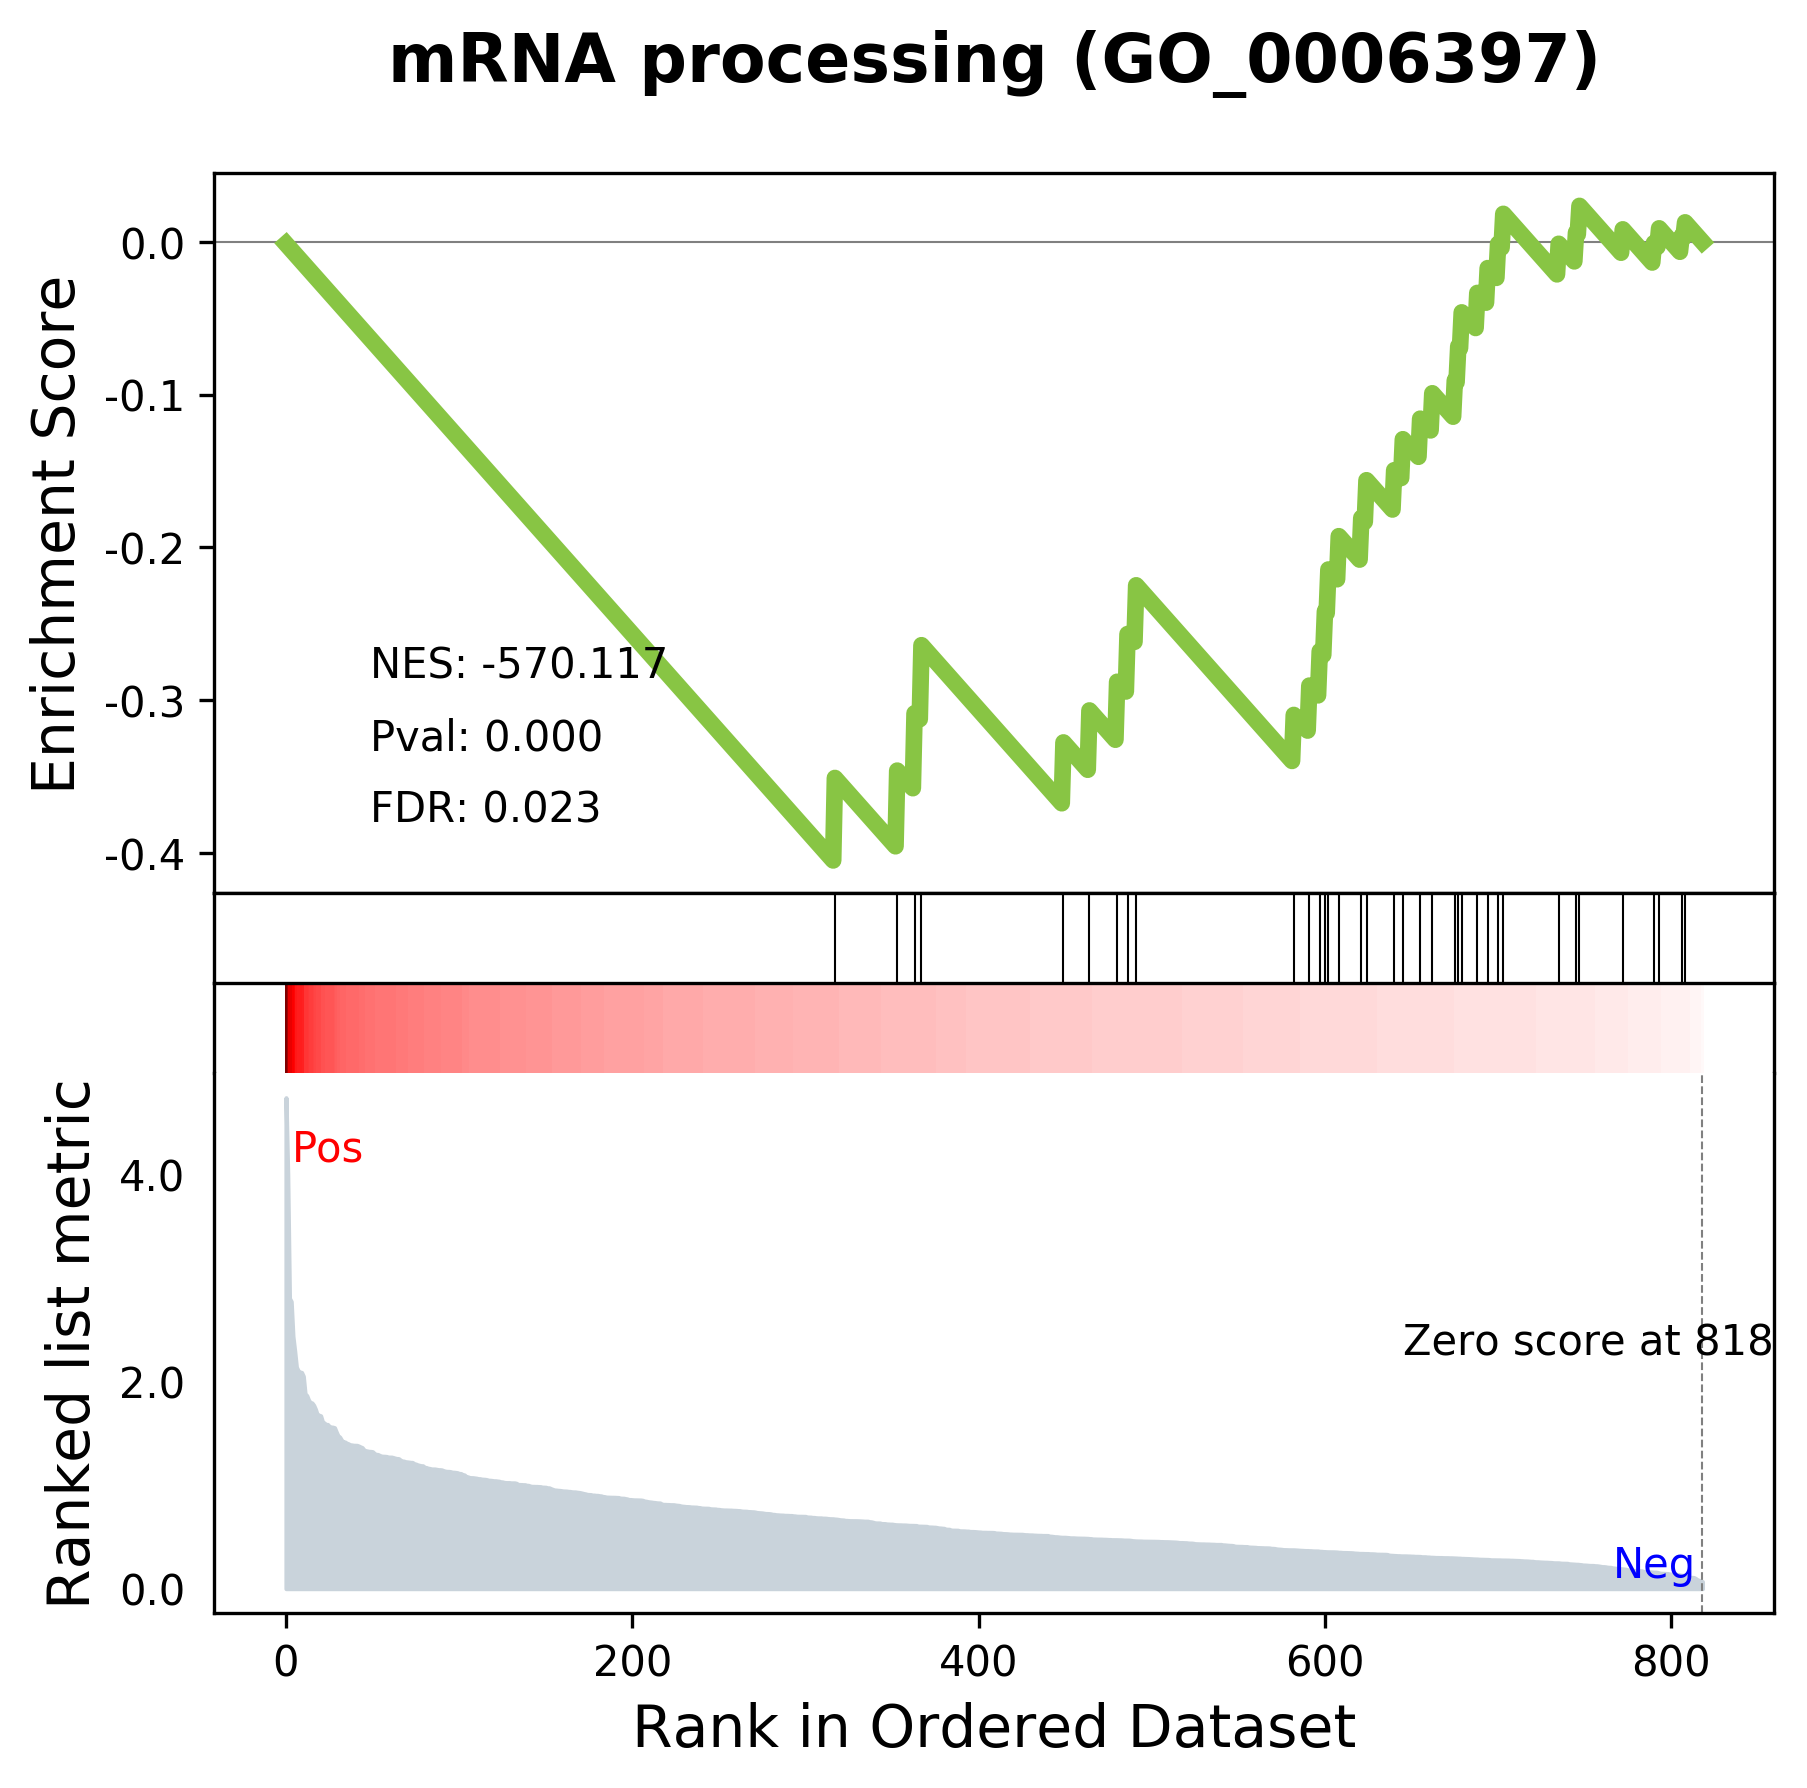 mRNA processing (GO_0006397)
Enrichment Score
0.0
-0.1
-0.2
-0.3
-0.4
NES: -570.117
Pval: 0.000
FDR: 0.023
Ranked list metric
4.0
2.0
0.0
Pos
Zero score at 818
Neg
0 200 400 600 800
Rank in Ordered Dataset